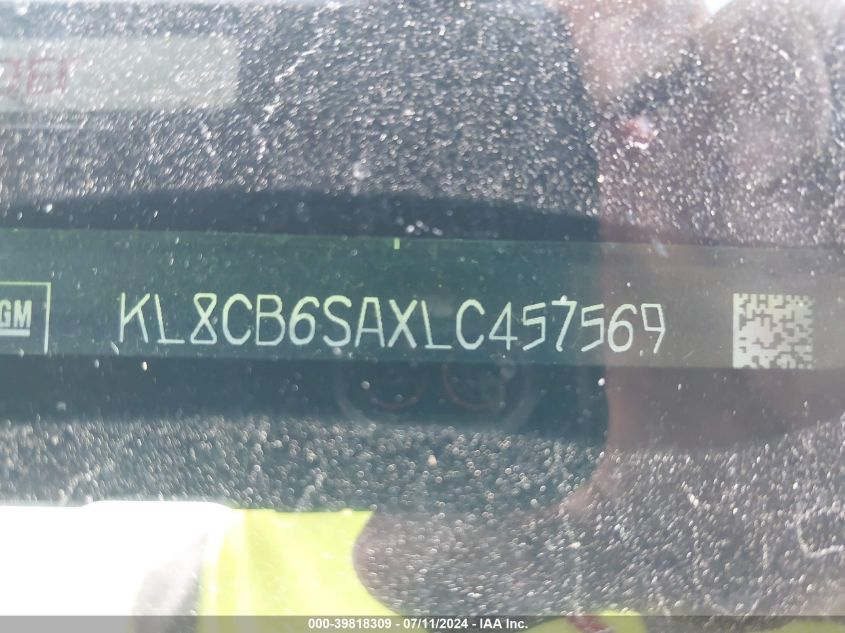 GM
KL8CB6SAXLC457569
000-39818309 - 07/11/2024 - IAA Inc.